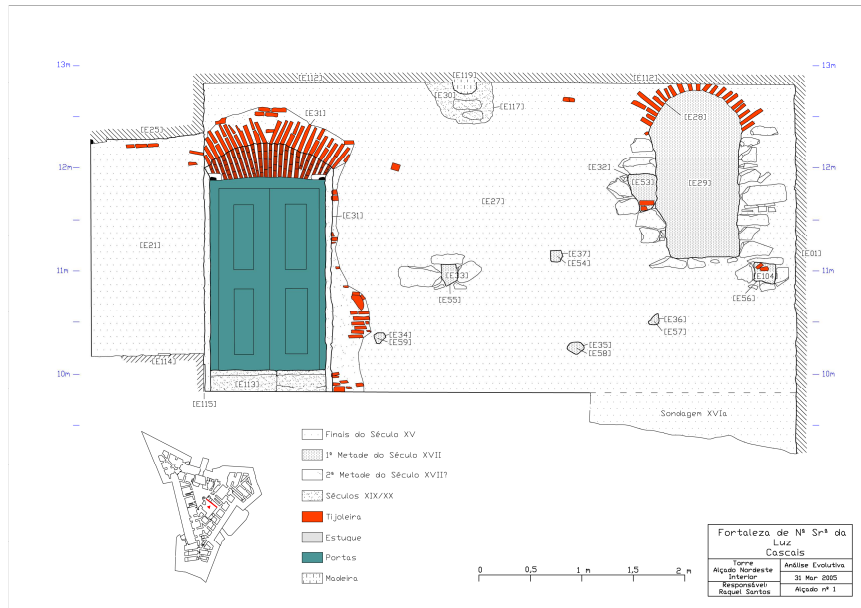 13m
13m
[E112]
[E119]
[E112]
[E30]
[E117]
[E31]
[E28]
[E25]
12m
12m
[E32]
[E53]
[E29]
[E27]
[E31]
[E21]
[E01]
[E37]
[E54]
11m
11m
[E33]
[E104]
[E55]
[E56]
[E36]
[E57]
[E34]
[E59]
[E35]
[E58]
[E114]
10m
10m
[E113]
[E115]
Sondagem XVIa
Finais do Século XV
1ª Metade do Século XVII
2ª Metade do Século XVII?
Séculos XIX/XX
Tijoleira
Estuque
Portas
Madeira
0 0,5 1 m 1,5 2 m
Fortaleza de Nª Srª da
Luz
Cascais
Torre
Alçado Nordeste
Interior
Análise Evolutiva
31 Mar 2005
Responsável:
Raquel Santos
Alçado nº 1